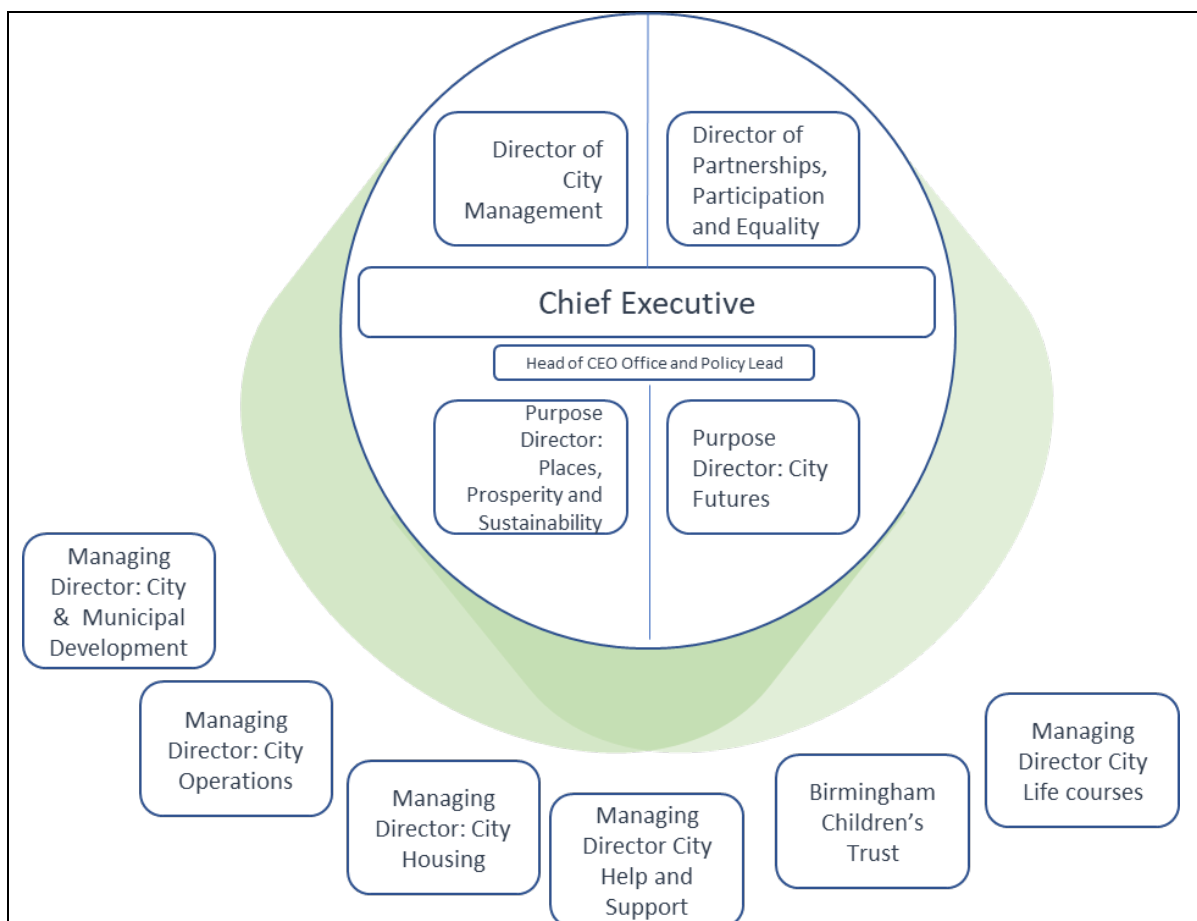 Director of
City
Management
Director of
Partnerships,
Participation
and Equality
Chief Executive
Head of CEO Office and Policy Lead
Purpose
Director:
Places,
Prosperity and
Sustainability
Purpose
Director: City
Futures
Managing
Director: City
& Municipal
Development
Managing
Director: City
Operations
Managing
Director: City
Housing
Managing
Director City
Help and
Support
Birmingham
Children’s
Trust
Managing
Director City
Life courses